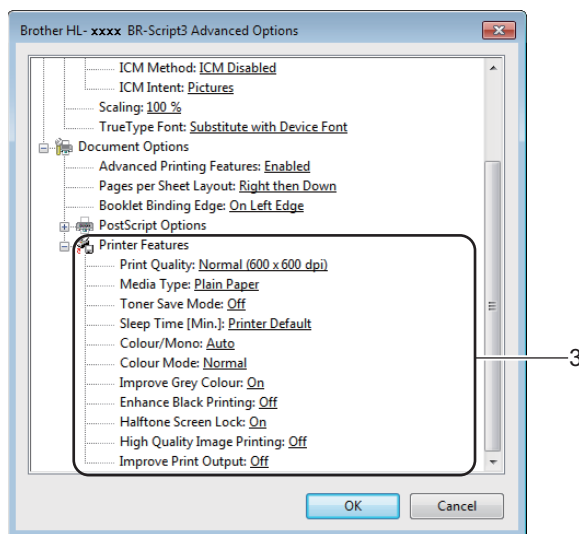 Brother HL- xxxx BR-Script3 Advanced Options
ICM Method: ICM Disabled
ICM Intent: Pictures
Scaling: 100 %
TrueType Font: Substitute with Device Font
Document Options
Advanced Printing Features: Enabled
Pages per Sheet Layout: Right then Down
Booklet Binding Edge: On Left Edge
PostScript Options
Printer Features
Print Quality: Normal (600 x 600 dpi)
Media Type: Plain Paper
Toner Save Mode: Off
Sleep Time [Min.]: Printer Default
Colour/Mono: Auto
Colour Mode: Normal
Improve Grey Colour: On
Enhance Black Printing: Off
Halftone Screen Lock: On
High Quality Image Printing: Off
Improve Print Output: Off
3
OK Cancel